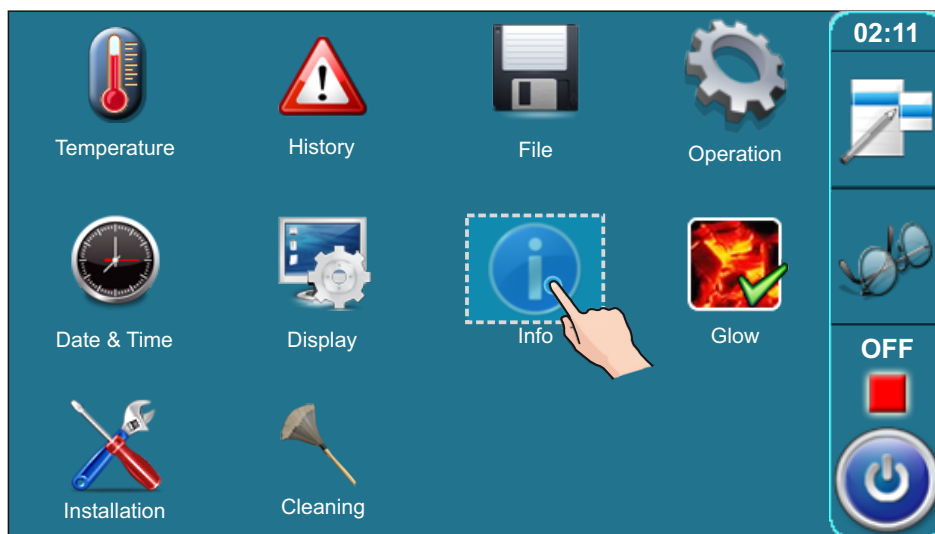 02:11
Temperature
History
File
Operation
Date & Time
Display
Info
Glow
OFF
Installation
Cleaning